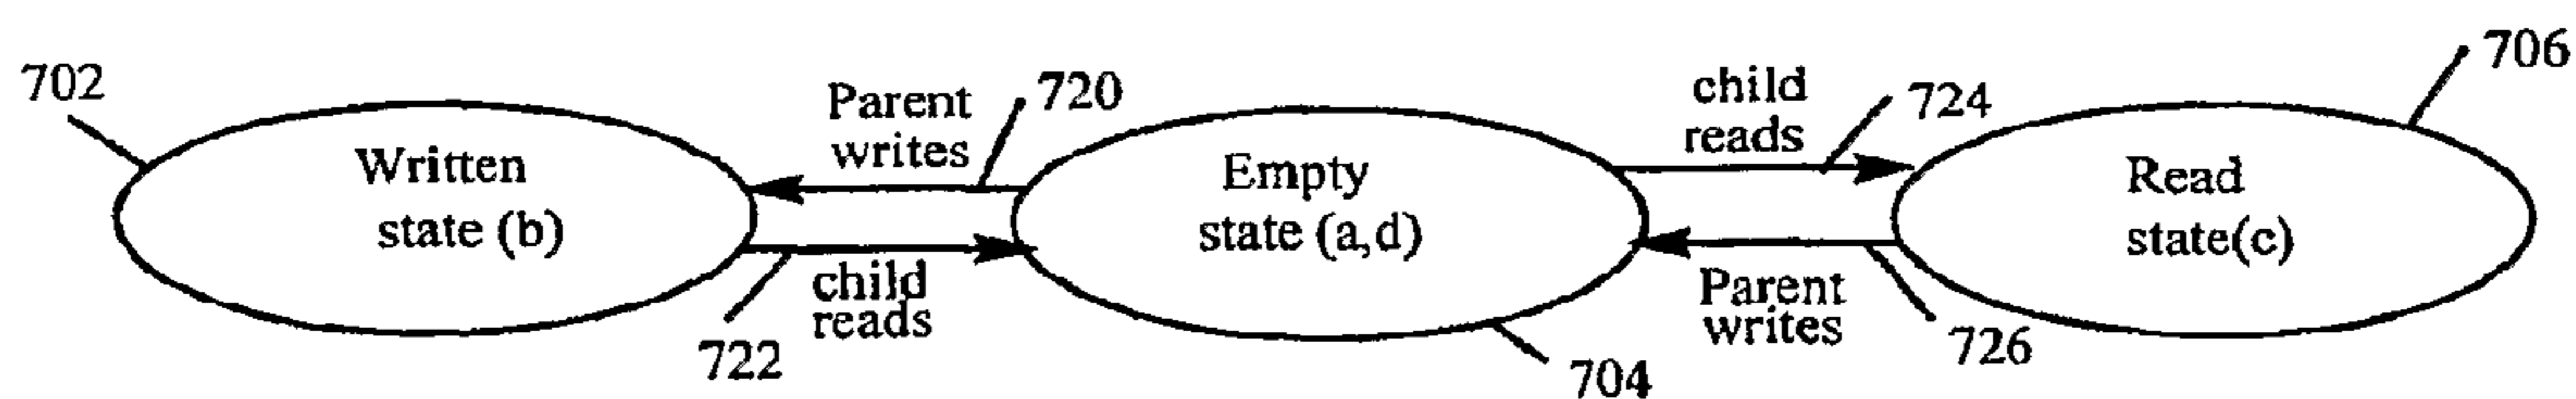 702
Written
state (b)
Parent
writes
720
722
child
reads
Empty
state (a,d)
704
child
reads
724
Parent
writes
726
Read
state(c)
706